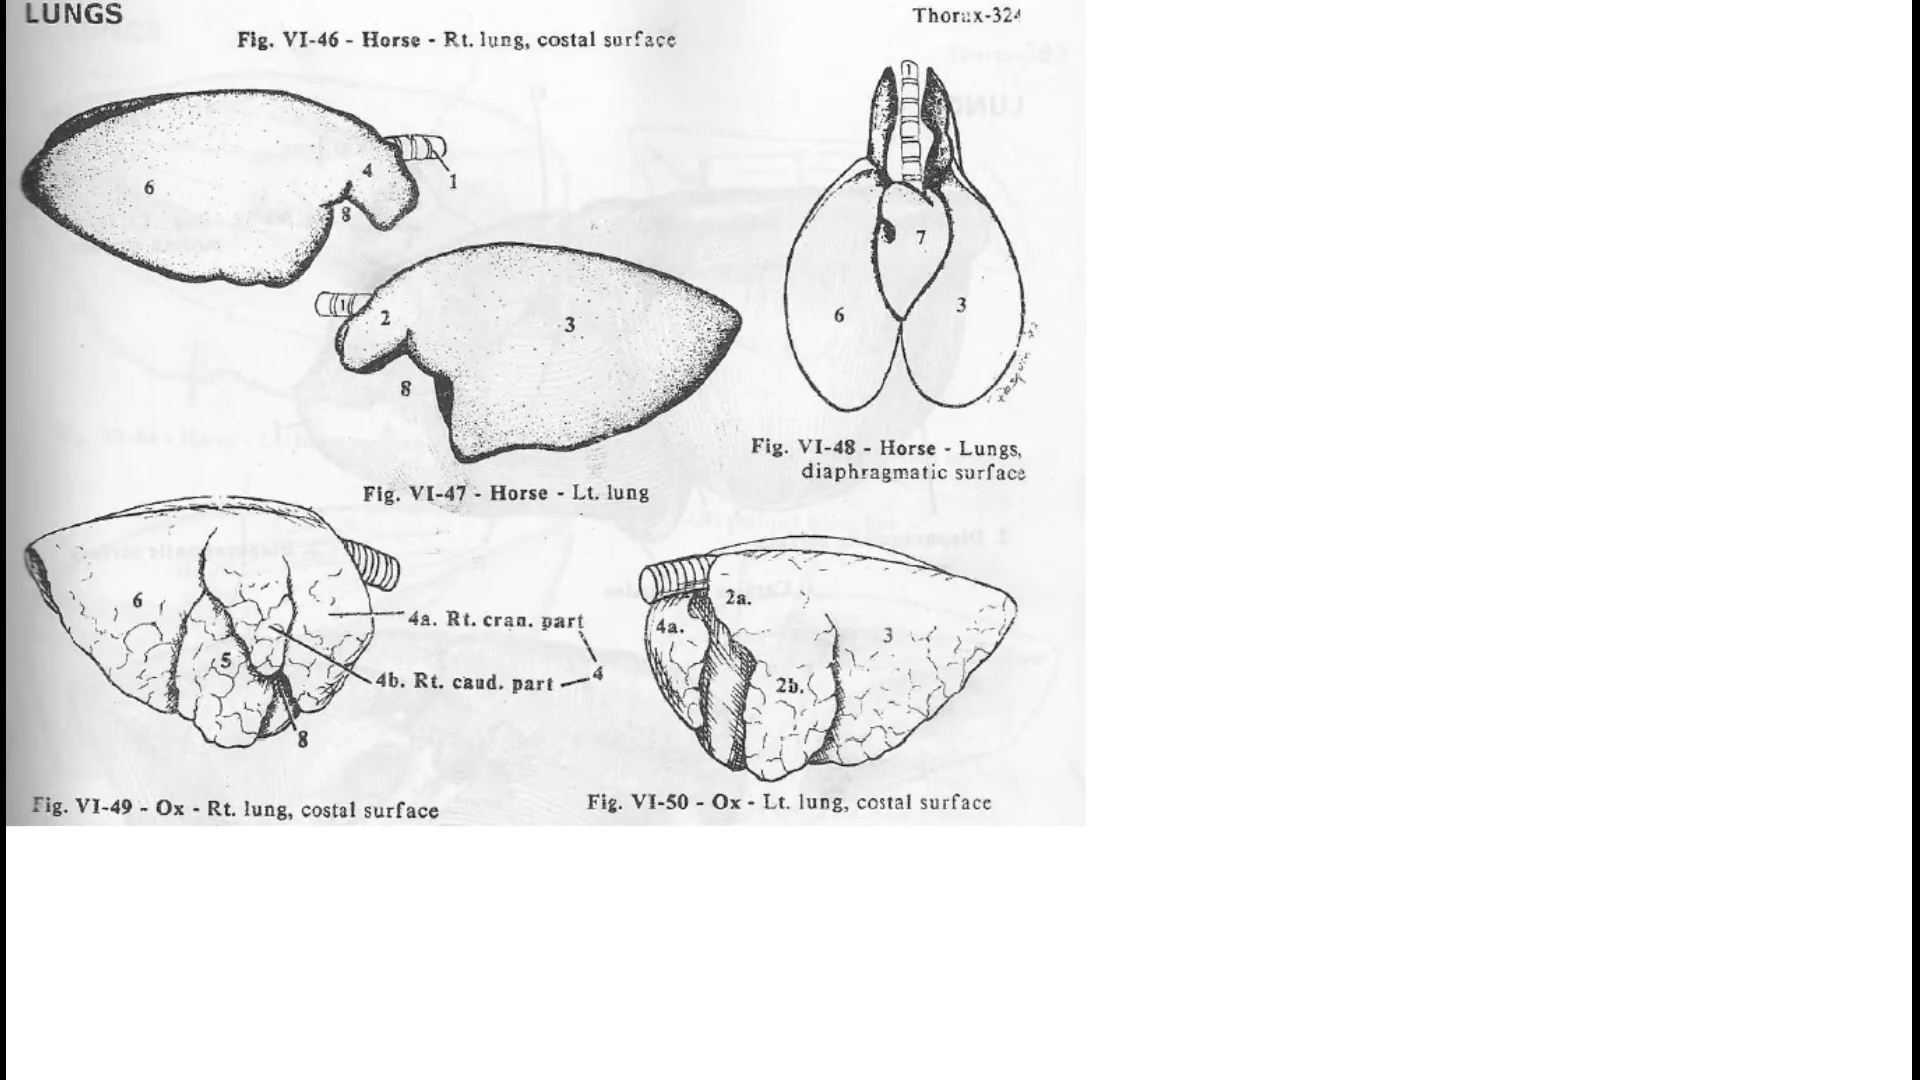 LUNGS
Thorax-324
Fig. VI-46 - Horse - Rt. lung, costal surface
6
4
1
8
1
7
6
3
1
2
3
8
Fig. VI-48 - Horse - Lungs,
diaphragmatic surface
Fig. VI-47 - Horse - Lt. lung
6
5
4a. Rt. cran. part
4b. Rt. caud. part
4
8
2a.
4a.
3
2b.
Fig. VI-49 - Ox - Rt. lung, costal surface
Fig. VI-50 - Ox - Lt. lung, costal surface